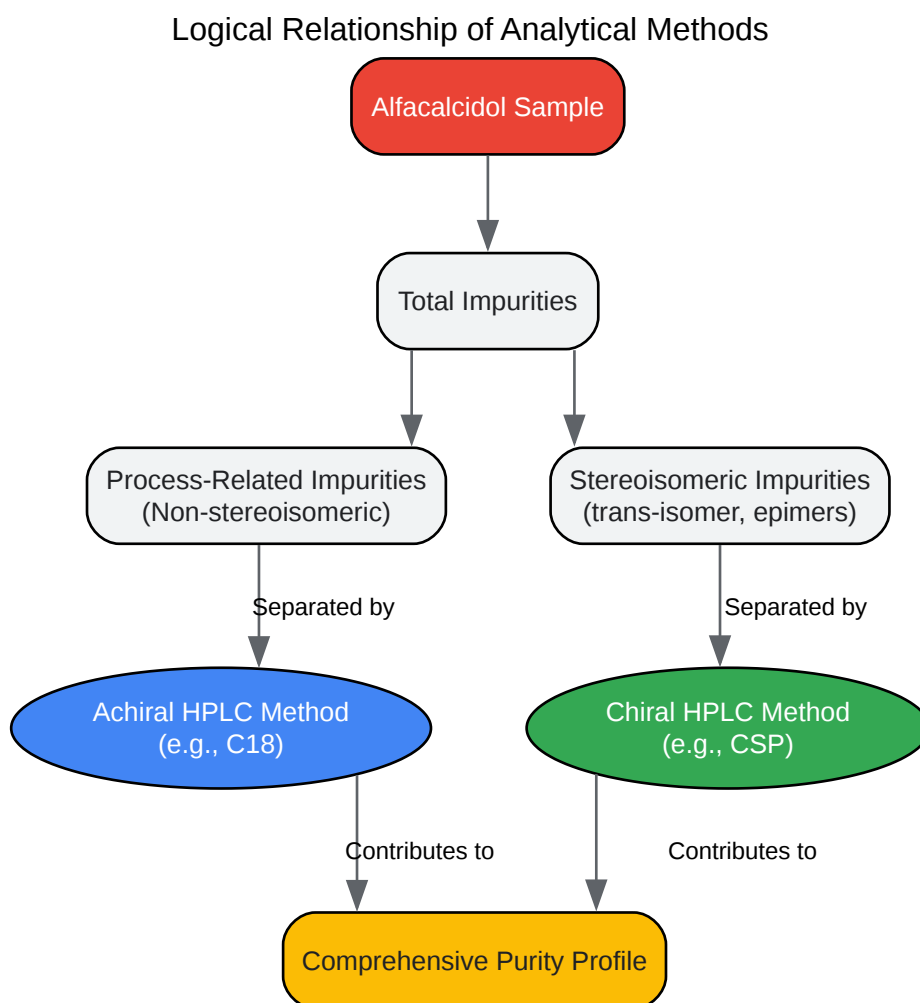 Logical Relationship of Analytical Methods
Alfacalcidol Sample
Total Impurities
Process-Related Impurities
(Non-stereoisomeric)
Stereoisomeric Impurities
(trans-isomer, epimers)
Separated by
Separated by
Achiral HPLC Method
(e.g., C18)
Chiral HPLC Method
(e.g., CSP)
Contributes to
Contributes to
Comprehensive Purity Profile